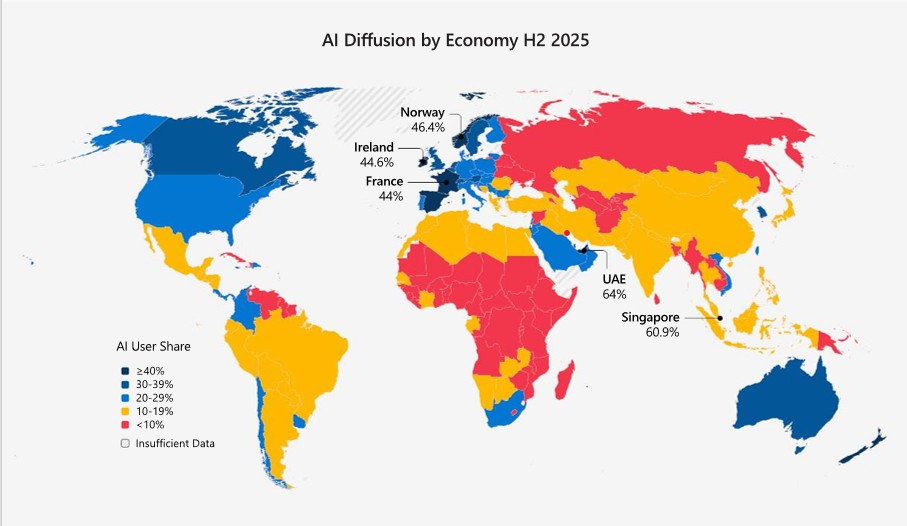 AI Diffusion by Economy H2 2025
Norway
46.4%
Ireland
44.6%
France
44%
UAE
64%
Singapore
60.9%
AI User Share
≥40%
30-39%
20-29%
10-19%
<10%
Insufficient Data